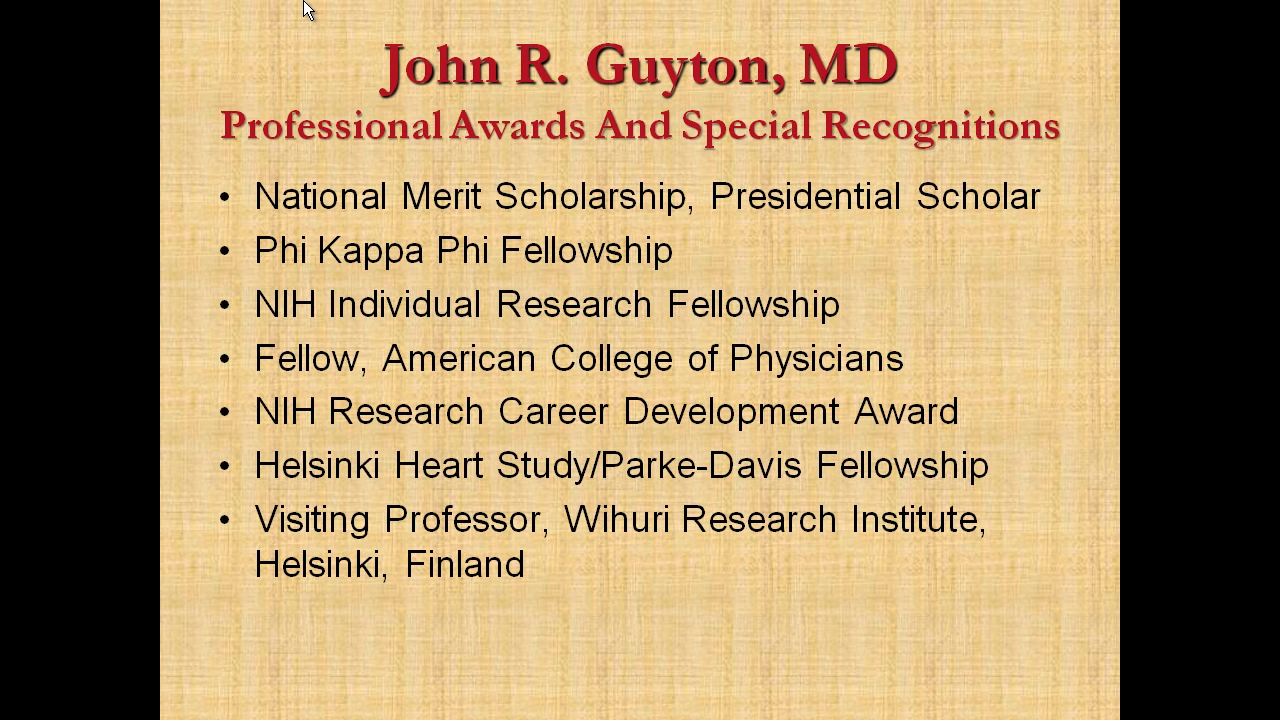 John R. Guyton, MD
Professional Awards And Special Recognitions
• National Merit Scholarship, Presidential Scholar
• Phi Kappa Phi Fellowship
• NIH Individual Research Fellowship
• Fellow, American College of Physicians
• NIH Research Career Development Award
• Helsinki Heart Study/Parke-Davis Fellowship
• Visiting Professor, Wihuri Research Institute,
Helsinki, Finland